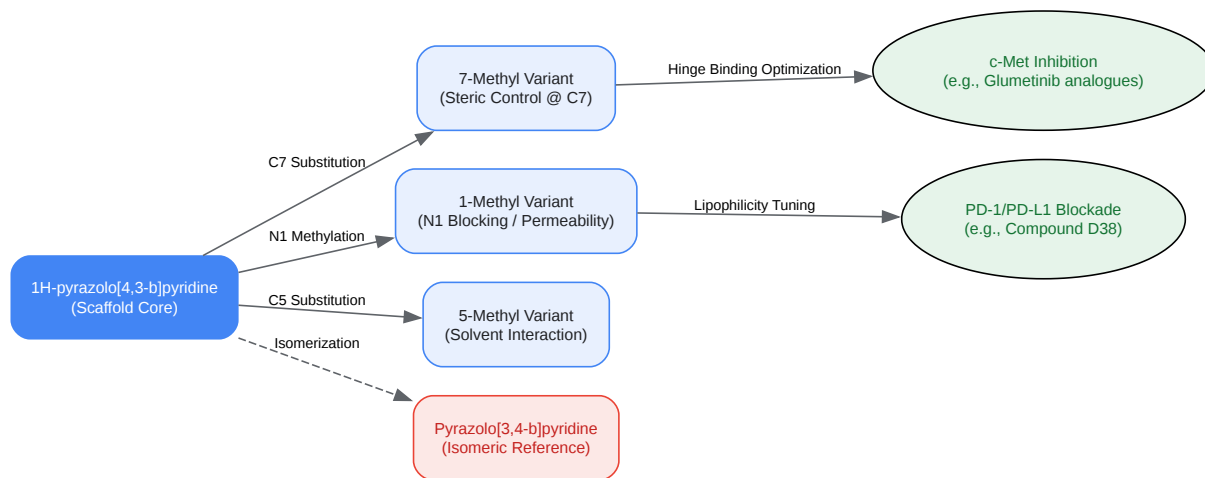 c-Met Inhibition
(e.g., Glumetinib analogues)
Hinge Binding Optimization
7-Methyl Variant
(Steric Control @ C7)
C7 Substitution
1-Methyl Variant
(N1 Blocking / Permeability)
Lipophilicity Tuning
PD-1/PD-L1 Blockade
(e.g., Compound D38)
N1 Methylation
1H-pyrazolo[4,3-b]pyridine
(Scaffold Core)
C5 Substitution
5-Methyl Variant
(Solvent Interaction)
Isomerization
Pyrazolo[3,4-b]pyridine
(Isomeric Reference)